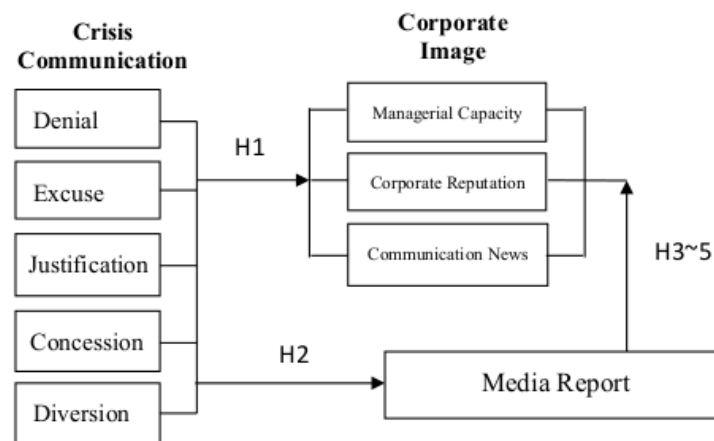 Crisis
Communication
Denial
Excuse
Justification
Concession
Diversion
H1
H2
Corporate
Image
Managerial Capacity
Corporate Reputation
Communication News
H3~5
Media Report